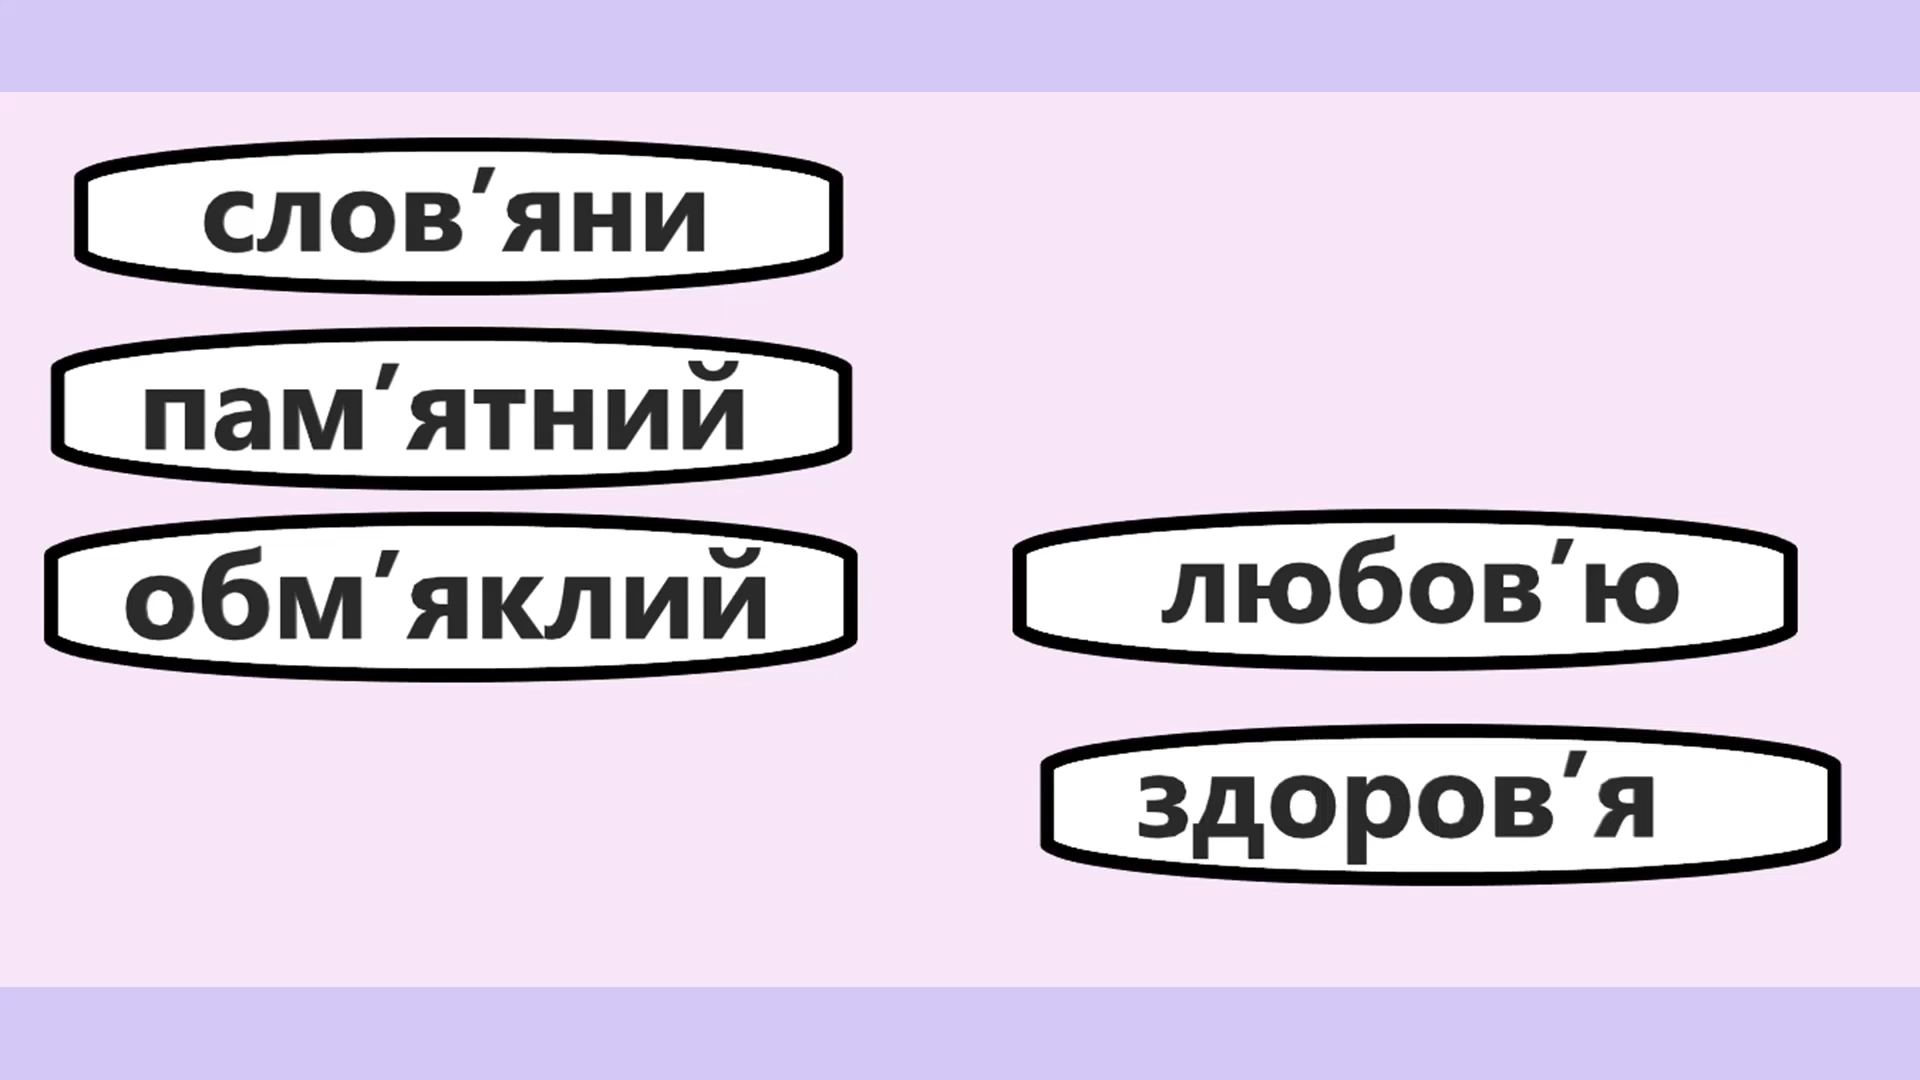 слов’яни
пам’ятний
обм’яклий
любов’ю
здоров’я